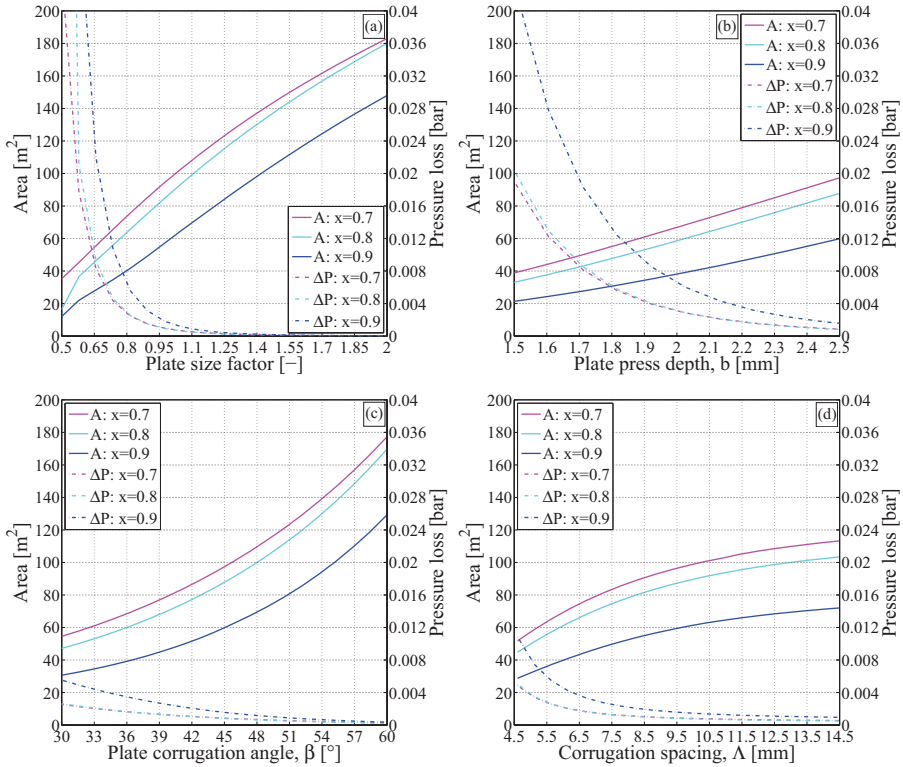 (a)
Area [m²]
200
180
160
140
120
100
80
60
40
20
0
0.04
0.036
0.032
0.028
0.024
0.02
0.016
0.012
0.008
0.004
0
Pressure loss [bar]
A: x=0.7
A: x=0.8
A: x=0.9
ΔP: x=0.7
ΔP: x=0.8
ΔP: x=0.9
0.5 0.65 0.8 0.95 1.1 1.25 1.4 1.55 1.7 1.85 2
Plate size factor [−]
(b)
Area [m²]
200
180
160
140
120
100
80
60
40
20
0
A: x=0.7
A: x=0.8
A: x=0.9
ΔP: x=0.7
ΔP: x=0.8
ΔP: x=0.9
0.04
0.036
0.032
0.028
0.024
0.02
0.016
0.012
0.008
0.004
0
Pressure loss [bar]
1.5 1.6 1.7 1.8 1.9 2 2.1 2.2 2.3 2.4 2.5
Plate press depth, b [mm]
(c)
Area [m²]
200
180
160
140
120
100
80
60
40
20
0
A: x=0.7
A: x=0.8
A: x=0.9
ΔP: x=0.7
ΔP: x=0.8
ΔP: x=0.9
0.04
0.036
0.032
0.028
0.024
0.02
0.016
0.012
0.008
0.004
0
Pressure loss [bar]
30 33 36 39 42 45 48 51 54 57 60
Plate corrugation angle, β [°]
(d)
Area [m²]
200
180
160
140
120
100
80
60
40
20
0
A: x=0.7
A: x=0.8
A: x=0.9
ΔP: x=0.7
ΔP: x=0.8
ΔP: x=0.9
0.04
0.036
0.032
0.028
0.024
0.02
0.016
0.012
0.008
0.004
0
Pressure loss [bar]
4.5 5.5 6.5 7.5 8.5 9.5 10.5 11.5 12.5 13.5 14.5
Corrugation spacing, Λ [mm]